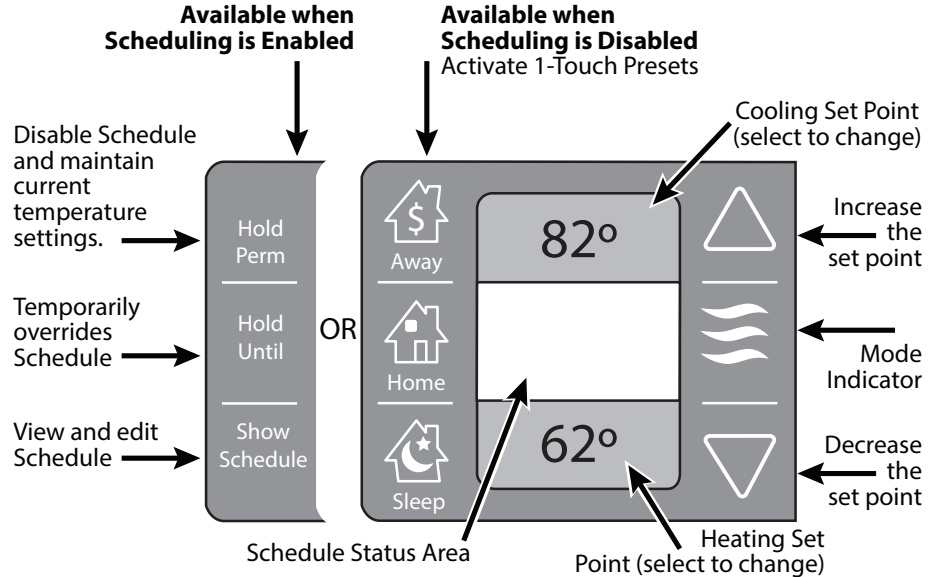 Available when
Scheduling is Enabled
Available when
Scheduling is Disabled
Activate 1-Touch Presets
Cooling Set Point
(select to change)
Disable Schedule
and maintain
current
temperature
settings.
Hold
Perm
Away
82º
Increase
the
set point
Temporarily
overrides
Schedule
Hold
Until
OR
Home
Mode
Indicator
View and edit
Schedule
Show
Schedule
Sleep
62º
Decrease
the
set point
Schedule Status Area
Heating Set
Point (select to change)